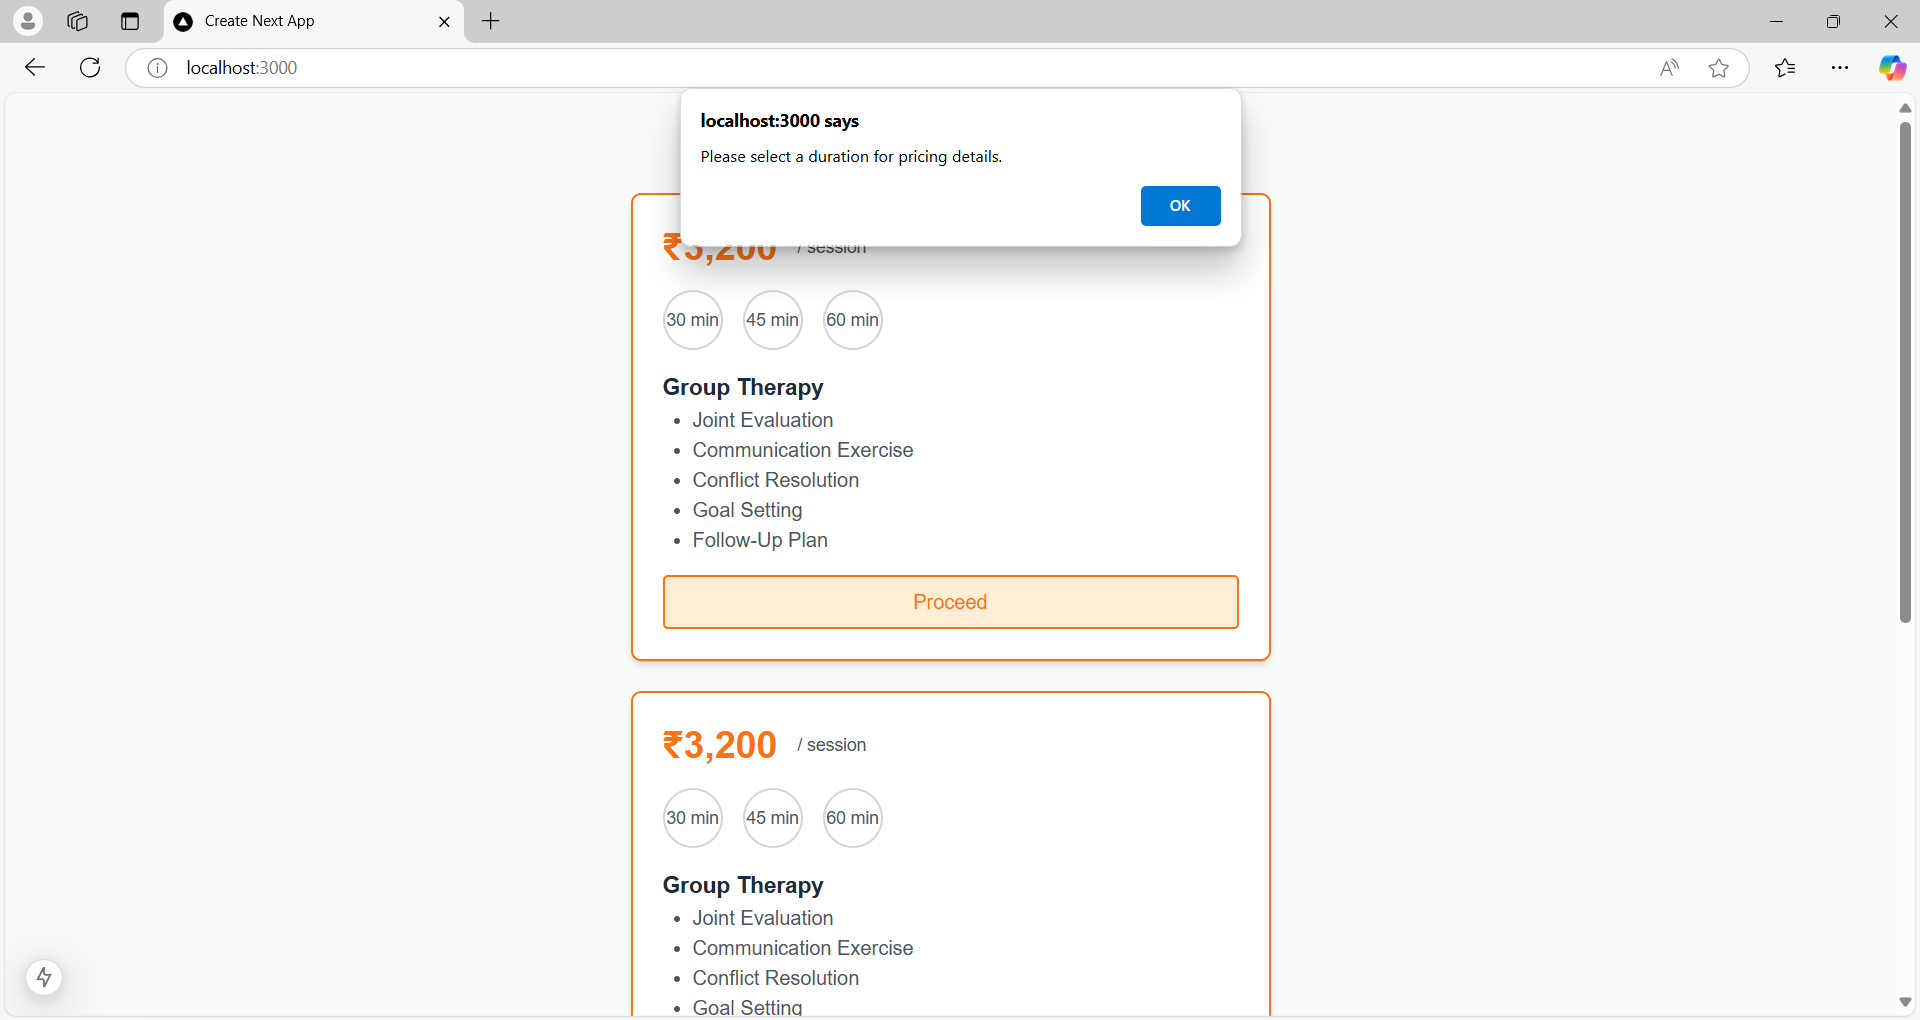 Create Next App
localhost:3000
localhost:3000 says
Please select a duration for pricing details.
OK
₹3,200 / session
30 min 45 min 60 min
Group Therapy
• Joint Evaluation
• Communication Exercise
• Conflict Resolution
• Goal Setting
• Follow-Up Plan
Proceed
₹3,200 / session
30 min 45 min 60 min
Group Therapy
• Joint Evaluation
• Communication Exercise
• Conflict Resolution
• Goal Setting